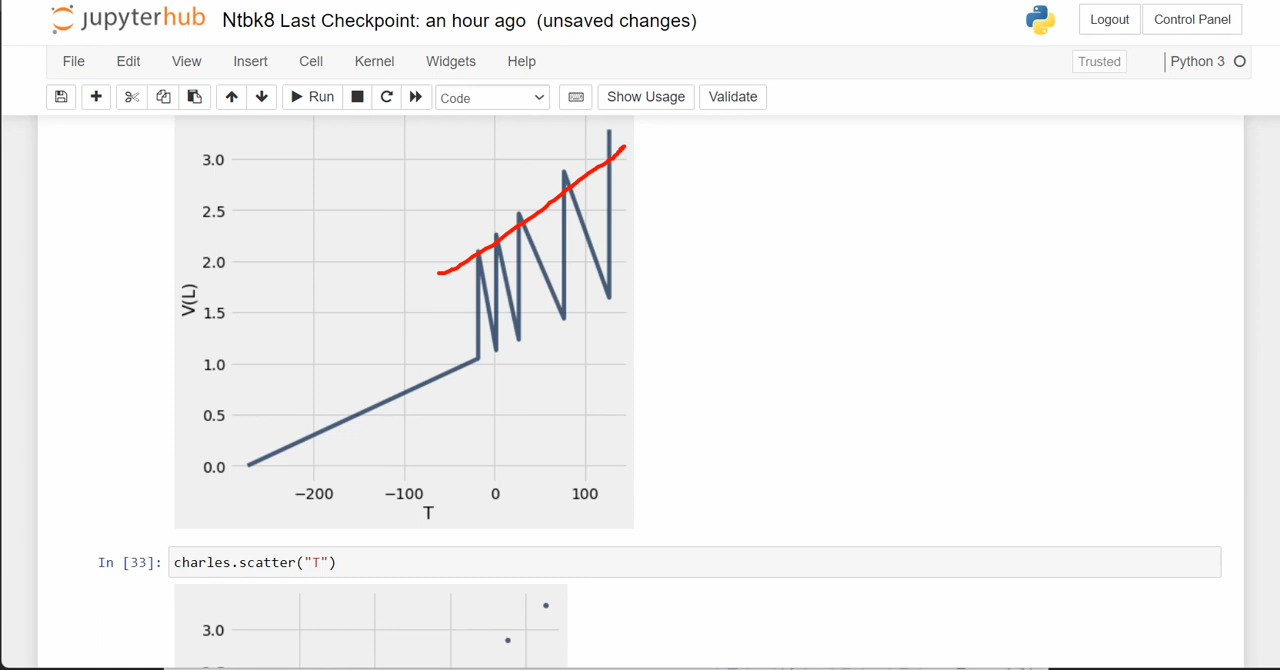 jupyterhub Ntbk8 Last Checkpoint: an hour ago (unsaved changes) Logout Control Panel
File Edit View Insert Cell Kernel Widgets Help Trusted Python 3
Run Code Show Usage Validate
3.0
2.5
2.0
V(L)
1.5
1.0
0.5
0.0
−200 −100 0 100
T
In [33]: charles.scatter("T")
3.0